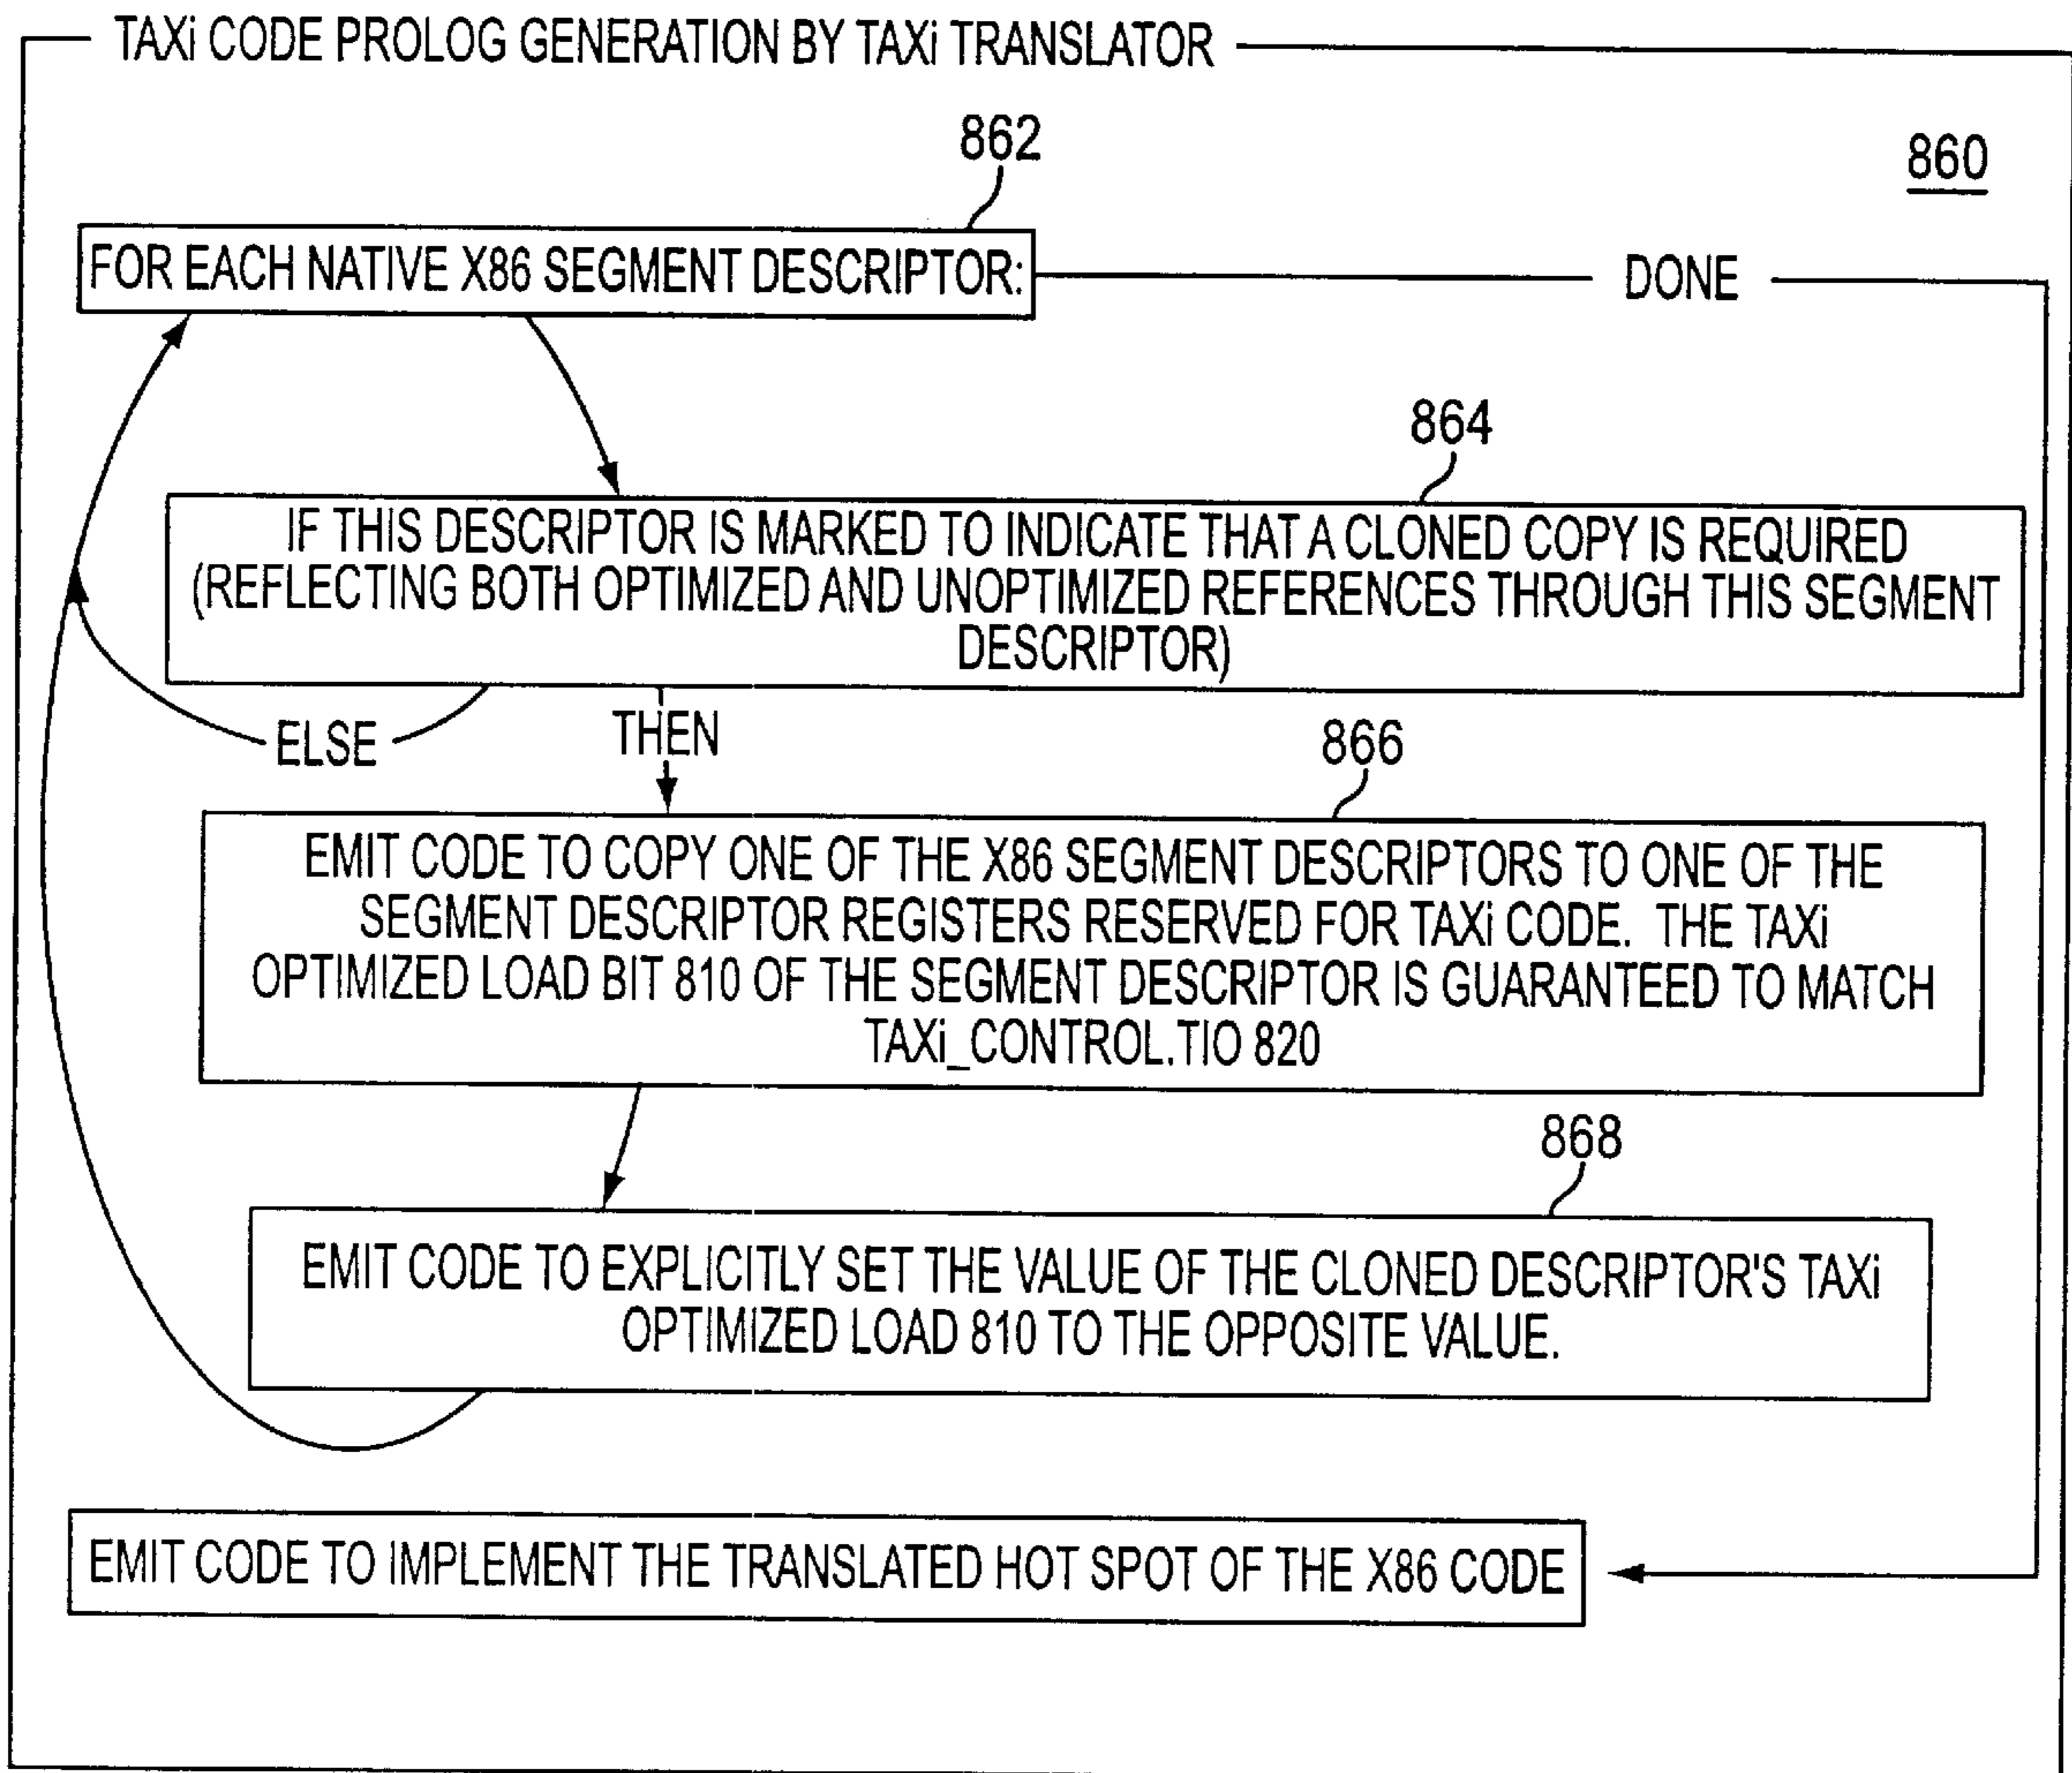 TAXi CODE PROLOG GENERATION BY TAXi TRANSLATOR
862
860
FOR EACH NATIVE X86 SEGMENT DESCRIPTOR:
DONE
864
IF THIS DESCRIPTOR IS MARKED TO INDICATE THAT A CLONED COPY IS REQUIRED
(REFLECTING BOTH OPTIMIZED AND UNOPTIMIZED REFERENCES THROUGH THIS SEGMENT
DESCRIPTOR)
ELSE
THEN
866
EMIT CODE TO COPY ONE OF THE X86 SEGMENT DESCRIPTORS TO ONE OF THE
SEGMENT DESCRIPTOR REGISTERS RESERVED FOR TAXi CODE. THE TAXi
OPTIMIZED LOAD BIT 810 OF THE SEGMENT DESCRIPTOR IS GUARANTEED TO MATCH
TAXi_CONTROL.TIO 820
868
EMIT CODE TO EXPLICITLY SET THE VALUE OF THE CLONED DESCRIPTOR'S TAXi
OPTIMIZED LOAD 810 TO THE OPPOSITE VALUE.
EMIT CODE TO IMPLEMENT THE TRANSLATED HOT SPOT OF THE X86 CODE